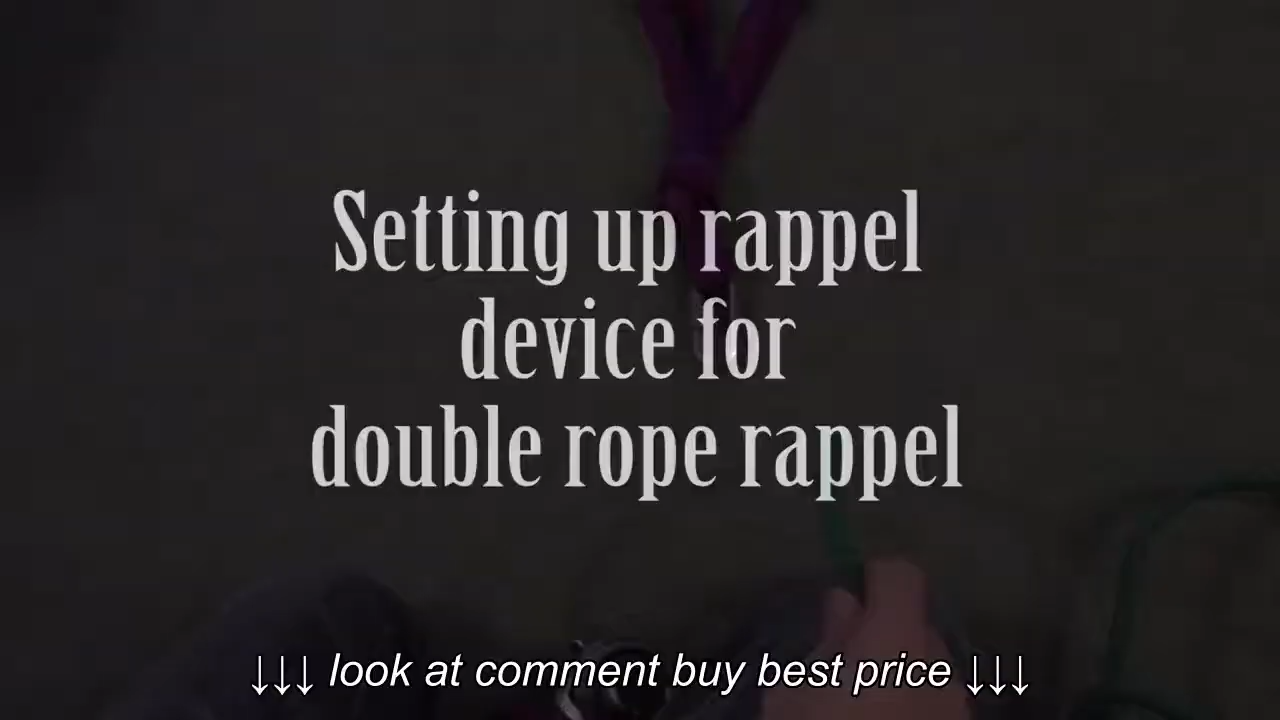 Setting up rappel
device for
double rope rappel
↓↓↓ look at comment buy best price ↓↓↓